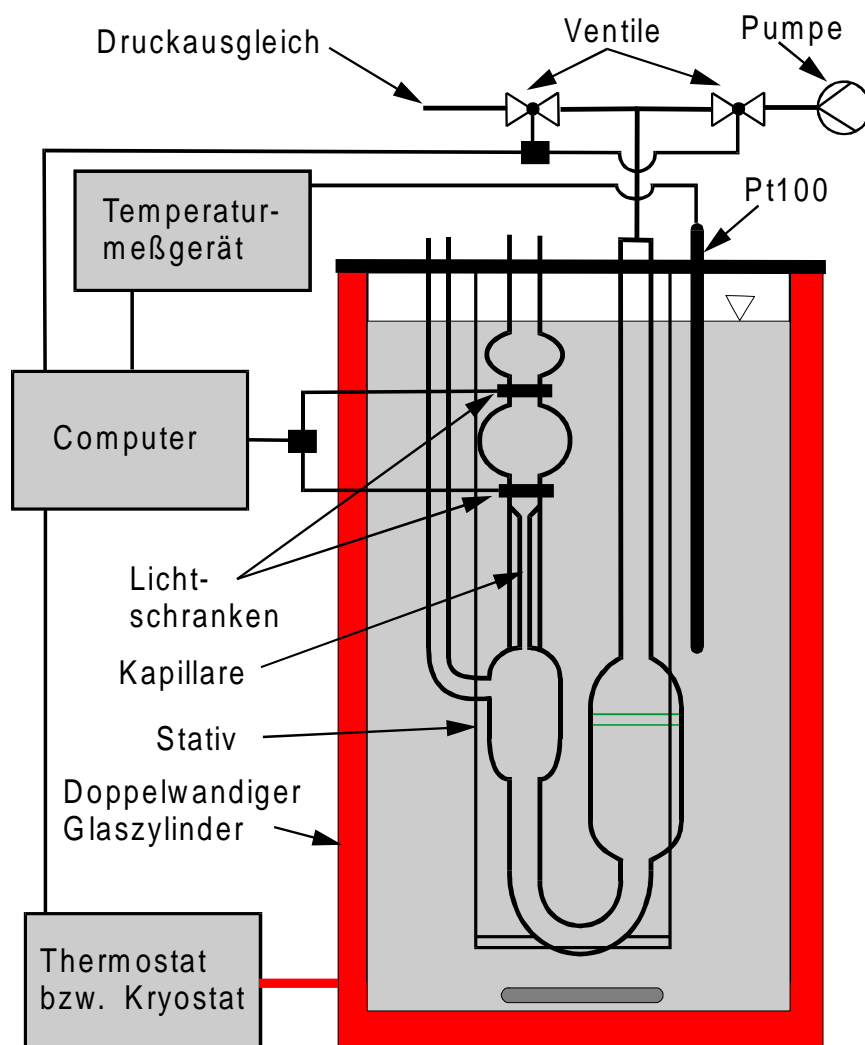 Druckausgleich
Ventile
Pumpe
Temperatur-
meßgerät
Pt100
Computer
Licht-
schranken
Kapillare
Stativ
Doppelwandiger
Glaszylinder
Thermostat
bzw. Kryostat